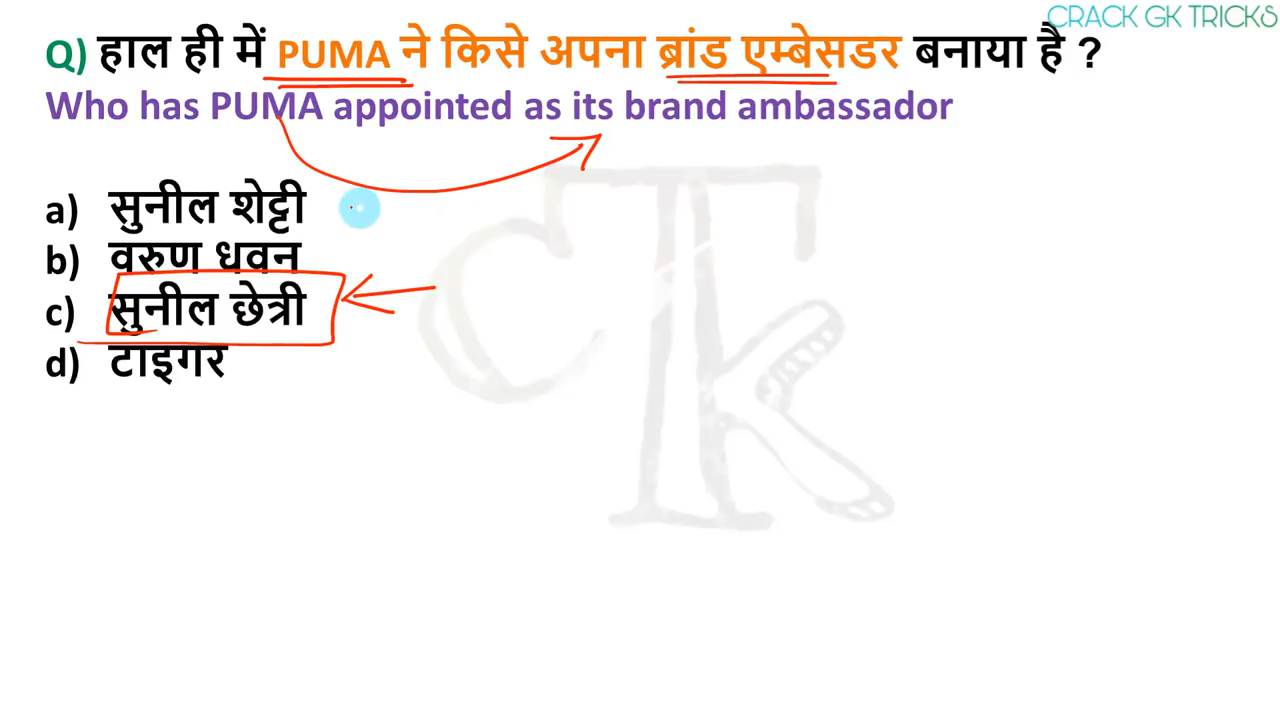 CRACK GK TRICKS
Q) हाल ही में PUMA ने किसे अपना ब्रांड एम्बेसडर बनाया है ?
Who has PUMA appointed as its brand ambassador
a) सुनील शेट्टी
b) वरुण धवन
c) सुनील छेत्री
d) टाइगर
CTK